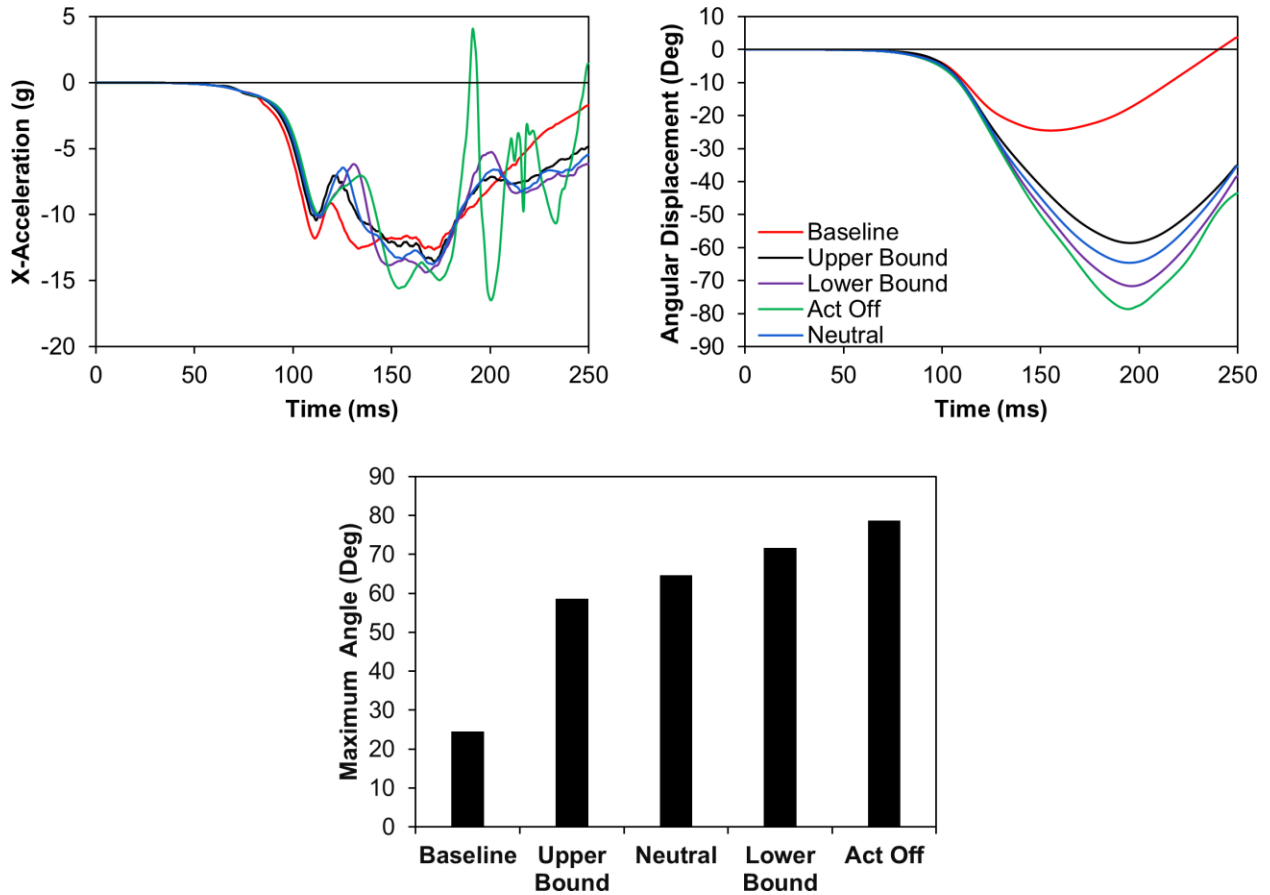 X-Acceleration (g)
5
0
-5
-10
-15
-20
0 50 100 150 200 250
Time (ms)
Angular Displacement (Deg)
10
0
-10
-20
-30
-40
-50
-60
-70
-80
-90
Baseline
Upper Bound
Lower Bound
Act Off
Neutral
0 50 100 150 200 250
Time (ms)
Maximum Angle (Deg)
90
80
70
60
50
40
30
20
10
0
Baseline Upper Neutral Lower Act Off
Bound Bound